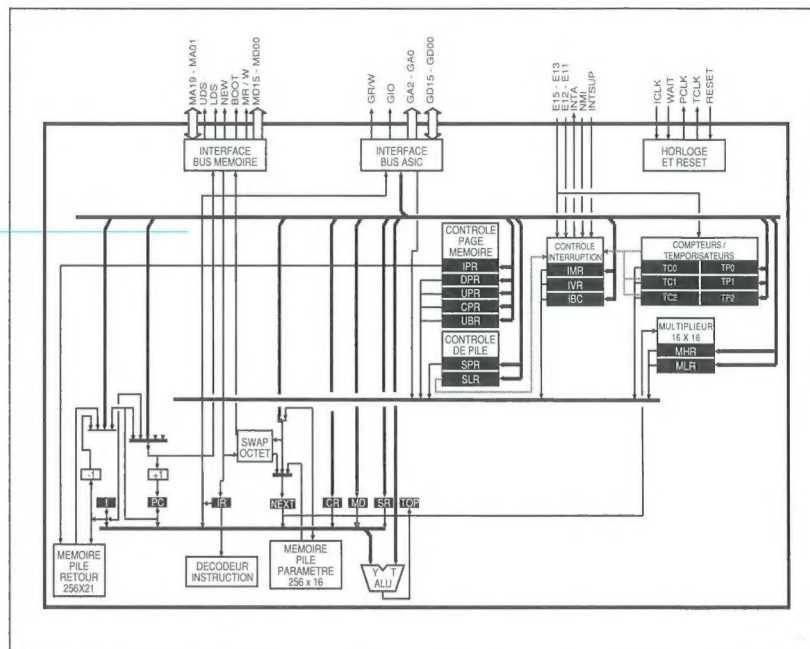 MA19 - MA01
UDS
LDS
NEW
BOOT
MR / W
MD15 - MD00
GR/W
GIO
GA2 - GA0
GD15 - GD00
E15 - E13
E12 - E11
INTA
NMI
INTSUP
ICLK
WAIT
PCLK
TCLK
RESET
INTERFACE
BUS MEMOIRE
INTERFACE
BUS ASIC
HORLOGE
ET RESET
CONTROLE
PAGE
MEMOIRE
IPR
DPR
UPR
CPR
UBR
CONTROLE
DE PILE
SPR
SLR
CONTROLE
INTERRUPTION
IMR
IVR
IBC
COMPTEURS /
TEMPORISATEURS
TC0 TP0
TC1 TP1
TC2 TP2
MULTIPLIEUR
16 X 16
MHR
MLR
SWAP
OCTET
-1
+1
I
PC
IR
NEXT
CR
MD
SR
TOP
MEMOIRE
PILE
RETOUR
256X21
DECODEUR
INSTRUCTION
MEMOIRE
PILE
PARAMETRE
256 x 16
Y T
ALU